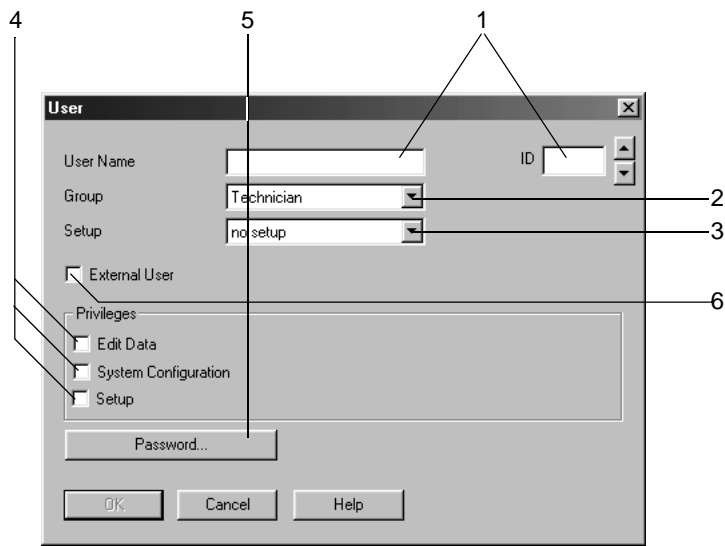 4 5 1
User
User Name ID
Group Technician 2
Setup no setup 3
External User
6
Privileges
Edit Data
System Configuration
Setup
Password...
OK Cancel Help